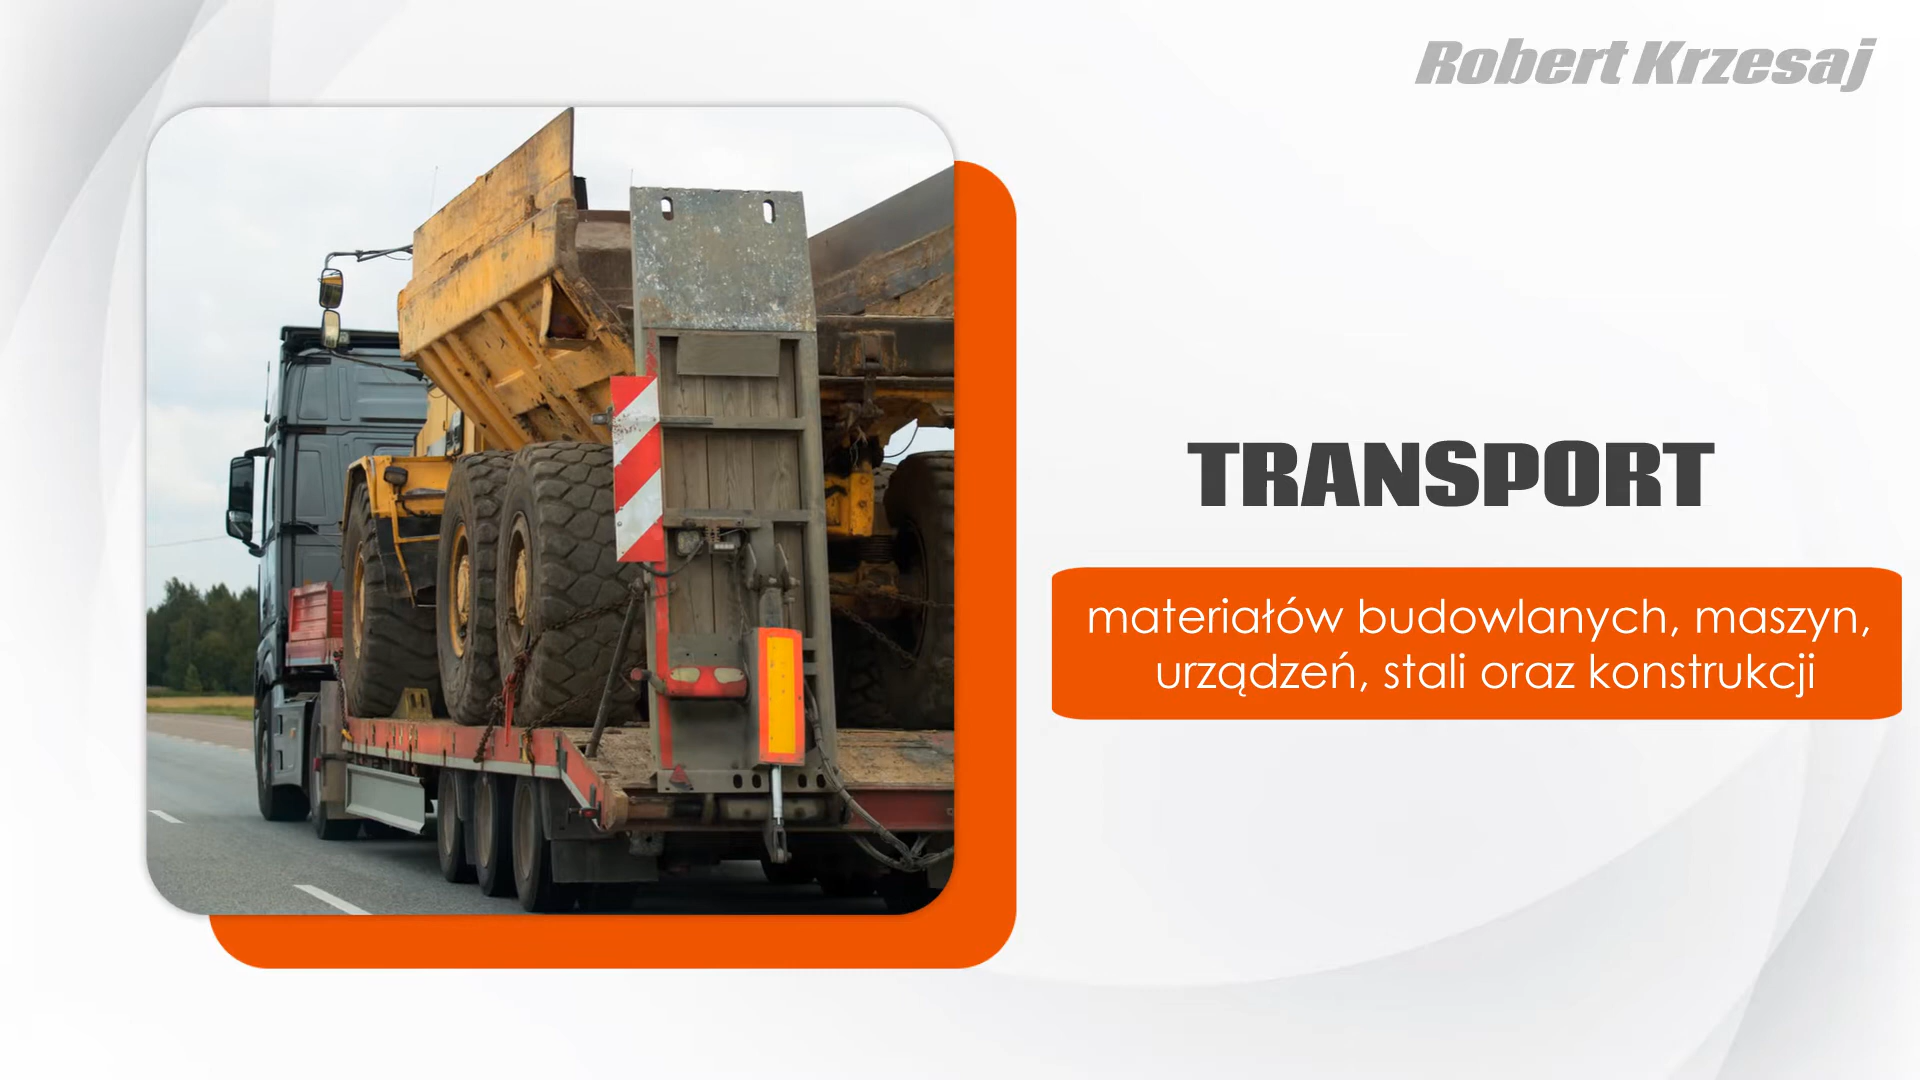 Robert Krzesaj
TRANSPORT
materiałów budowlanych, maszyn,
urządzeń, stali oraz konstrukcji